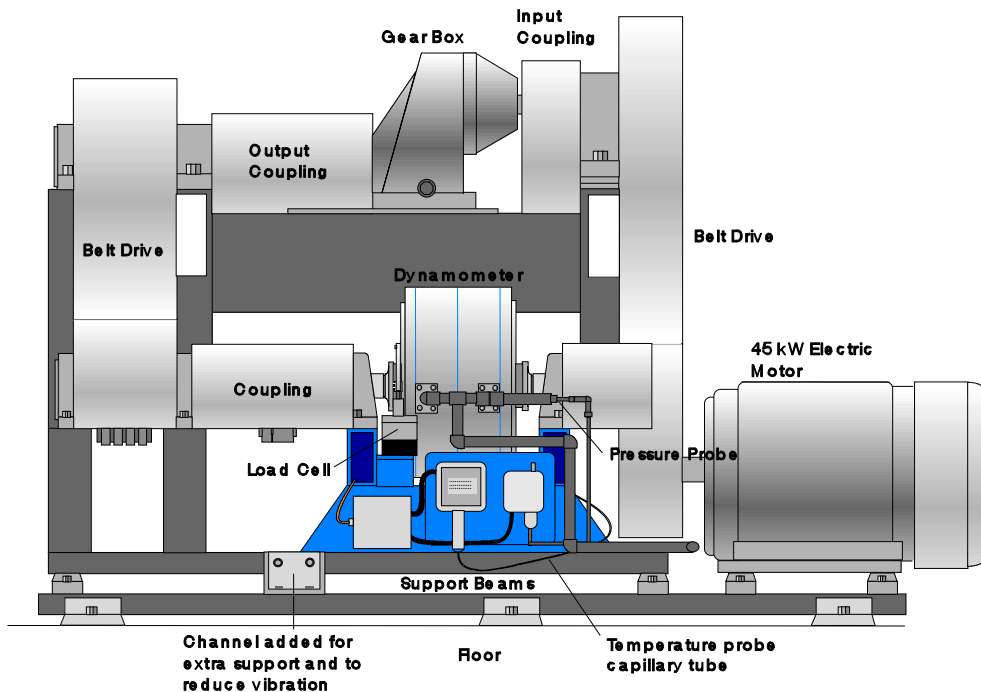 Input
Coupling
Gear Box
Output
Coupling
Belt Drive
Belt Drive
Dynamometer
45 kW Electric
Motor
Coupling
Load Cell
Pressure Probe
Support Beams
Channel added for
extra support and to
reduce vibration
Floor
Temperature probe
capillary tube